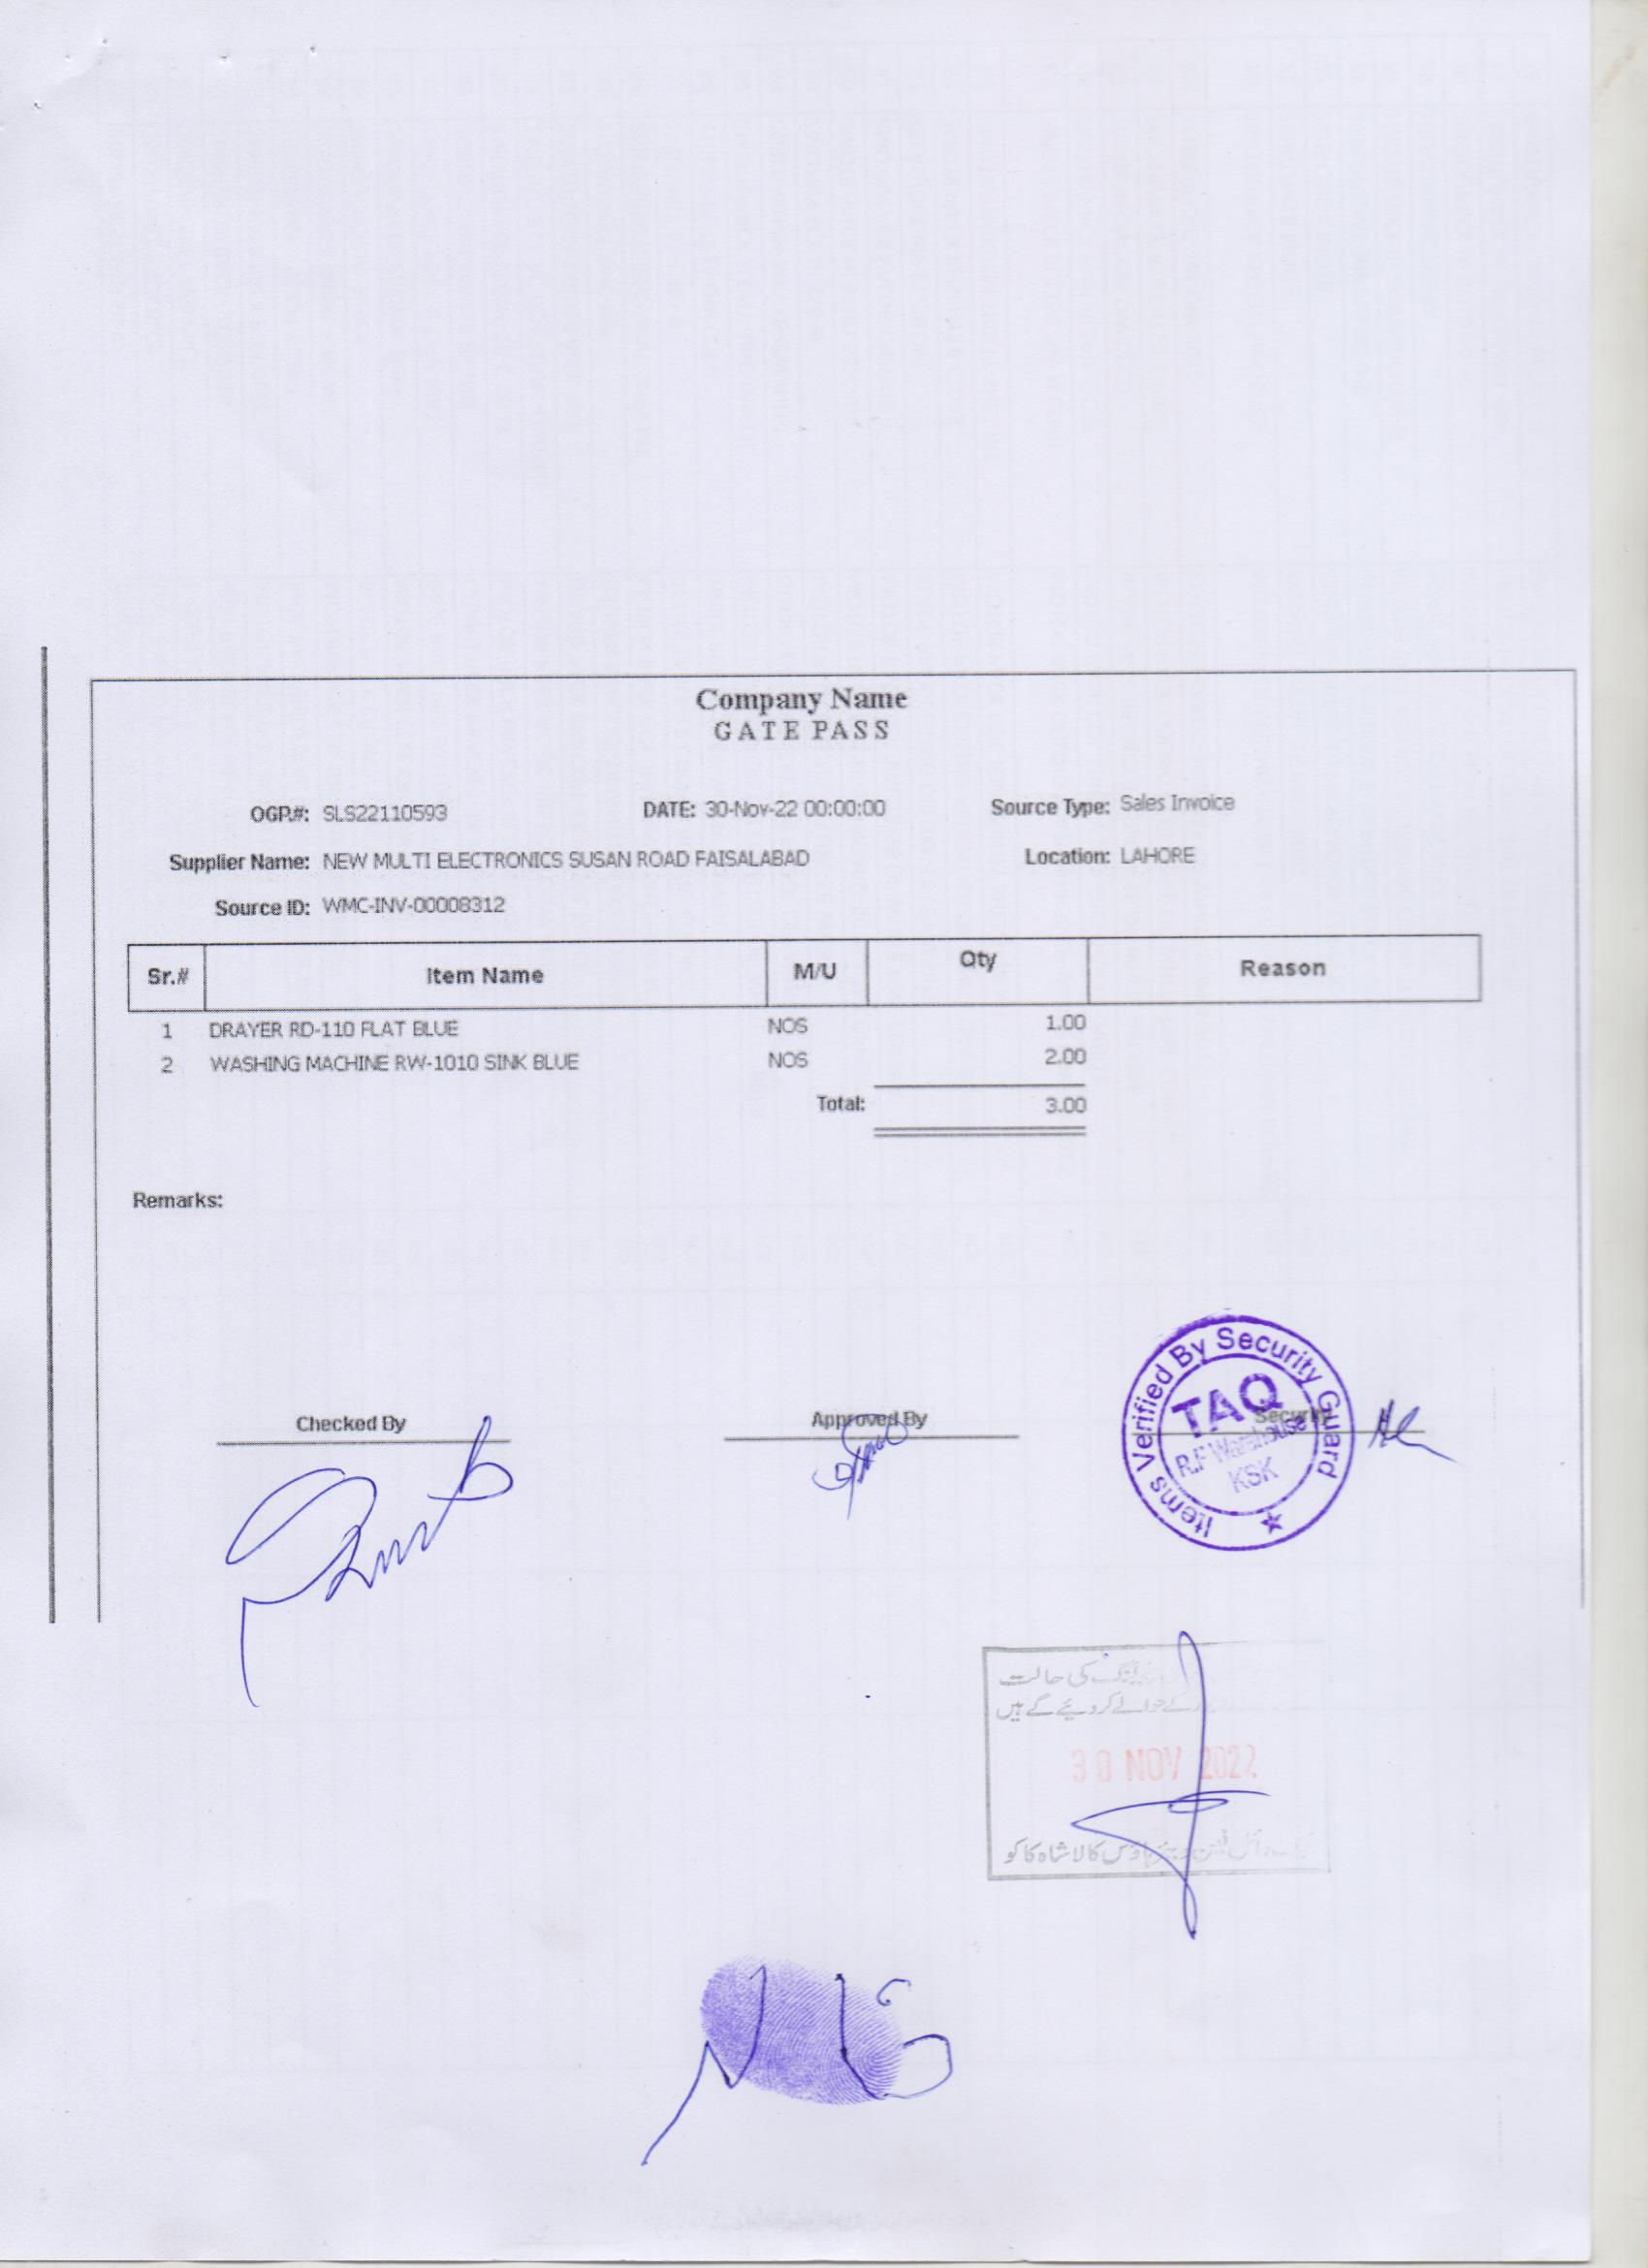 Company Name
GATE PASS
OGP.#: SLS22110593 DATE: 30-Nov-22 00:00:00 Source Type: Sales Invoice
Supplier Name: NEW MULTI ELECTRONICS SUSAN ROAD FAISALABAD Location: LAHORE
Source ID: WMC-INV-00008312
Sr.# Item Name M/U Qty Reason
1 DRAYER RD-110 FLAT BLUE NOS 1.00
2 WASHING MACHINE RW-1010 SINK BLUE NOS 2.00
Total: 3.00
Remarks:
Checked By Approved By Security
Items Verified By Security Guard
TAQ
R.F Warehouse
KSK
کی حالت
کے حوالے کر دیئے گے ہیں
30 NOV 2022
کالا شاہ کاکو